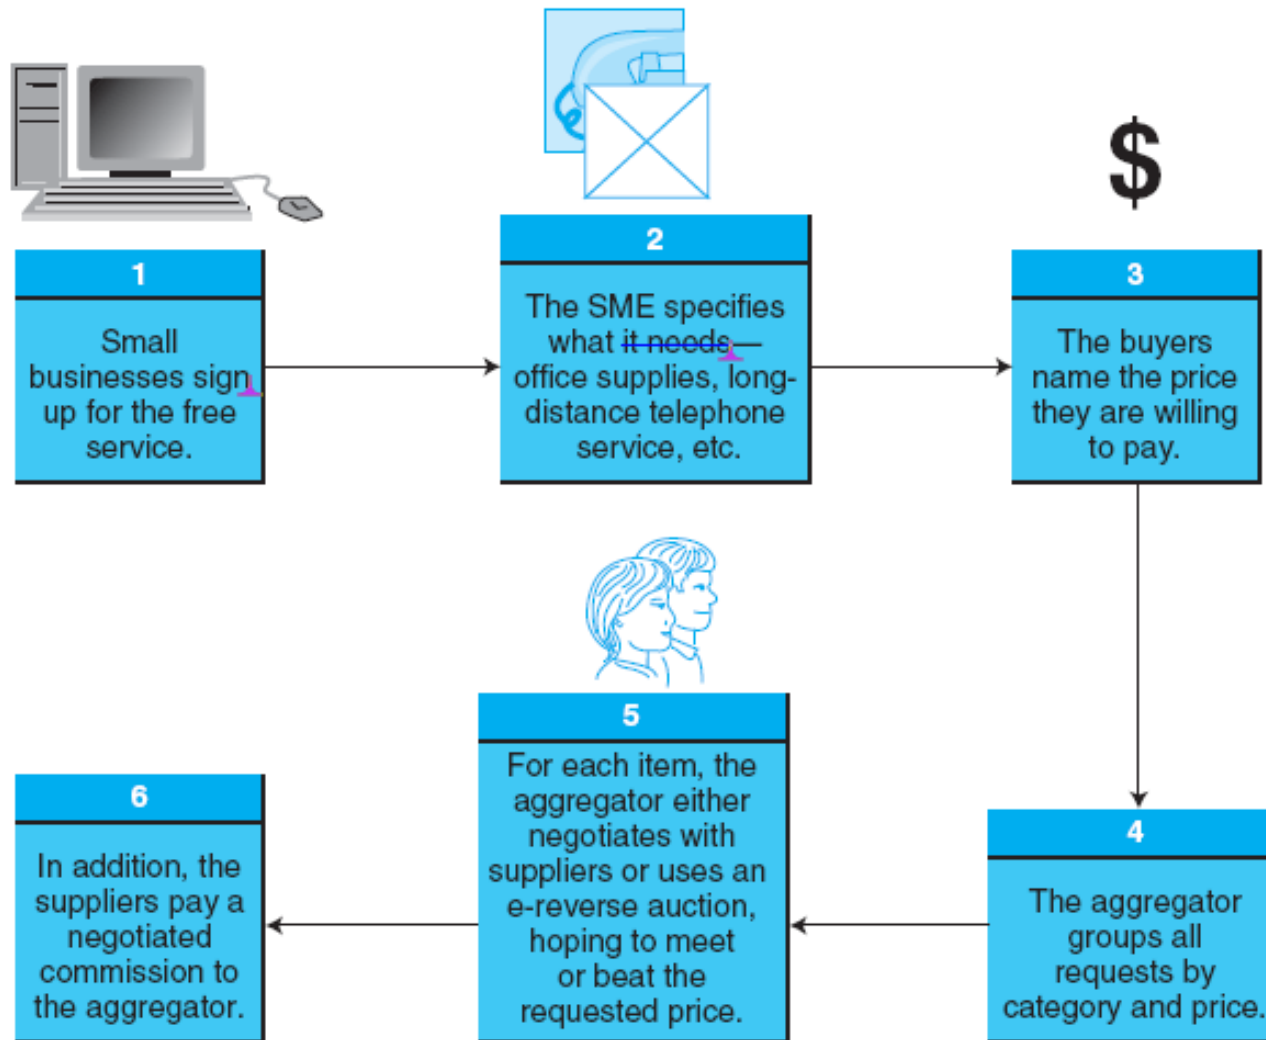 $
1
Small
businesses sign
up for the free
service.
2
The SME specifies
what it needs—
office supplies, long-
distance telephone
service, etc.
3
The buyers
name the price
they are willing
to pay.
4
The aggregator
groups all
requests by
category and price.
5
For each item, the
aggregator either
negotiates with
suppliers or uses an
e-reverse auction,
hoping to meet
or beat the
requested price.
6
In addition, the
suppliers pay a
negotiated
commission to
the aggregator.